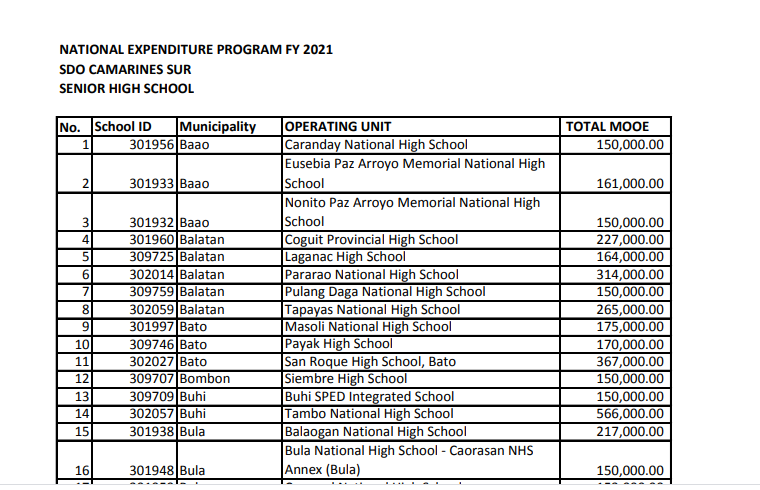 NATIONAL EXPENDITURE PROGRAM FY 2021
SDO CAMARINES SUR
SENIOR HIGH SCHOOL
No. School ID Municipality OPERATING UNIT TOTAL MOOE
1 301956 Baao Caranday National High School 150,000.00
Eusebia Paz Arroyo Memorial National High
2 301933 Baao School 161,000.00
Nonito Paz Arroyo Memorial National High
3 301932 Baao School 150,000.00
4 301960 Balatan Coguit Provincial High School 227,000.00
5 309725 Balatan Laganac High School 164,000.00
6 302014 Balatan Pararao National High School 314,000.00
7 309759 Balatan Pulang Daga National High School 150,000.00
8 302059 Balatan Tapayas National High School 265,000.00
9 301997 Bato Masoli National High School 175,000.00
10 309746 Bato Payak High School 170,000.00
11 302027 Bato San Roque High School, Bato 367,000.00
12 309707 Bombon Siembre High School 150,000.00
13 309709 Buhi Buhi SPED Integrated School 150,000.00
14 302057 Buhi Tambo National High School 566,000.00
15 301938 Bula Balaogan National High School 217,000.00
Bula National High School - Caorasan NHS
16 301948 Bula Annex (Bula) 150,000.00